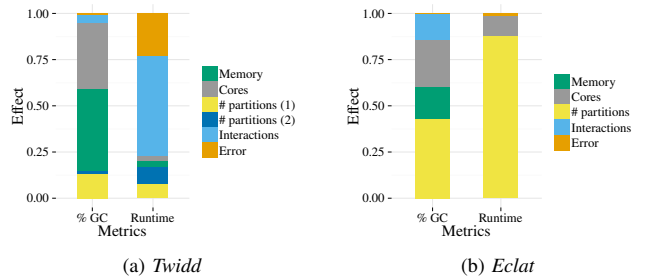 1.00
0.75
0.50
0.25
0.00
Effect
% GC Runtime
Metrics
Memory
Cores
# partitions (1)
# partitions (2)
Interactions
Error
(a) Twidd
1.00
0.75
0.50
0.25
0.00
Effect
% GC Runtime
Metrics
Memory
Cores
# partitions
Interactions
Error
(b) Eclat